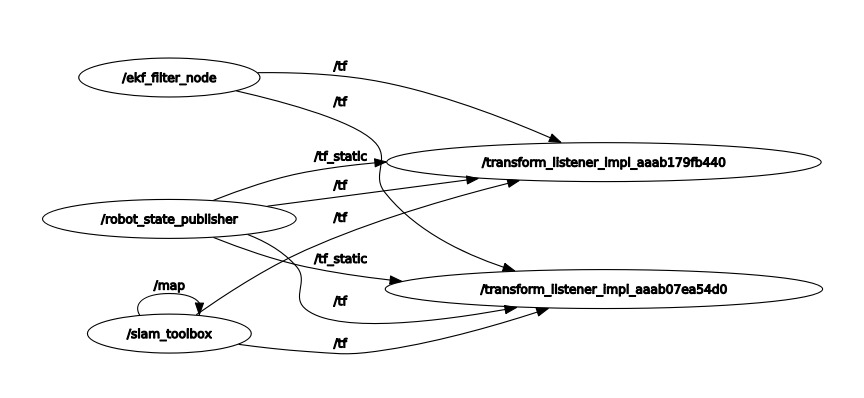 /tf
/ekf_filter_node
/tf
/tf_static
/transform_listener_impl_aaab179fb440
/tf
/tf
/robot_state_publisher
/tf_static
/map
/transform_listener_impl_aaab07ea54d0
/tf
/slam_toolbox
/tf